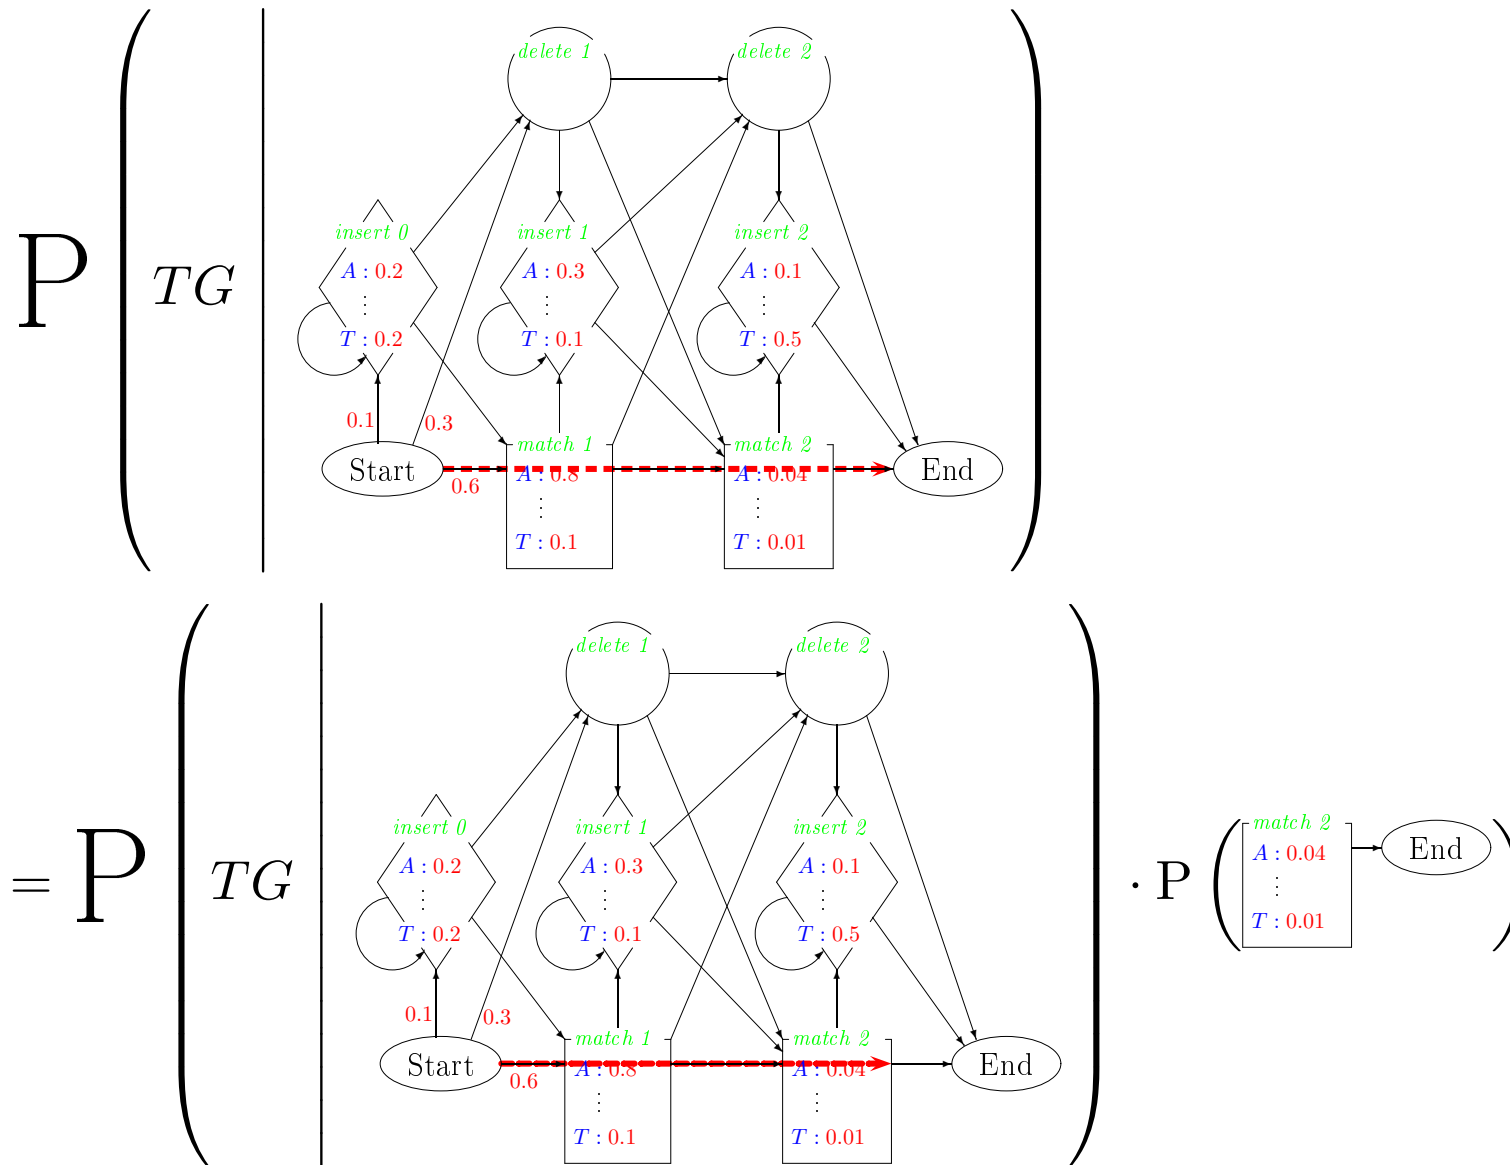 P ( TG |
delete 1 delete 2
insert 0 insert 1 insert 2
A : 0.2 A : 0.3 A : 0.1
⋮ ⋮ ⋮
T : 0.2 T : 0.1 T : 0.5
0.1 0.3
match 1 match 2
Start End
0.6 A : 0.8 A : 0.04
⋮ ⋮
T : 0.1 T : 0.01
)
= P ( TG |
delete 1 delete 2
insert 0 insert 1 insert 2
A : 0.2 A : 0.3 A : 0.1
⋮ ⋮ ⋮
T : 0.2 T : 0.1 T : 0.5
0.1 0.3
match 1 match 2
Start End
0.6 A : 0.8 A : 0.04
⋮ ⋮
T : 0.1 T : 0.01
)
· P (
match 2
A : 0.04 End
⋮
T : 0.01
)